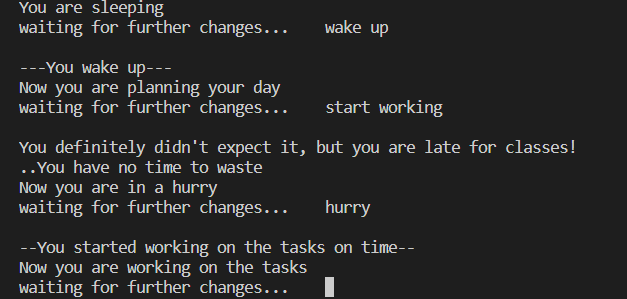 You are sleeping
waiting for further changes...    wake up
---You wake up---
Now you are planning your day
waiting for further changes...    start working
You definitely didn't expect it, but you are late for classes!
..You have no time to waste
Now you are in a hurry
waiting for further changes...    hurry
--You started working on the tasks on time--
Now you are working on the tasks
waiting for further changes...